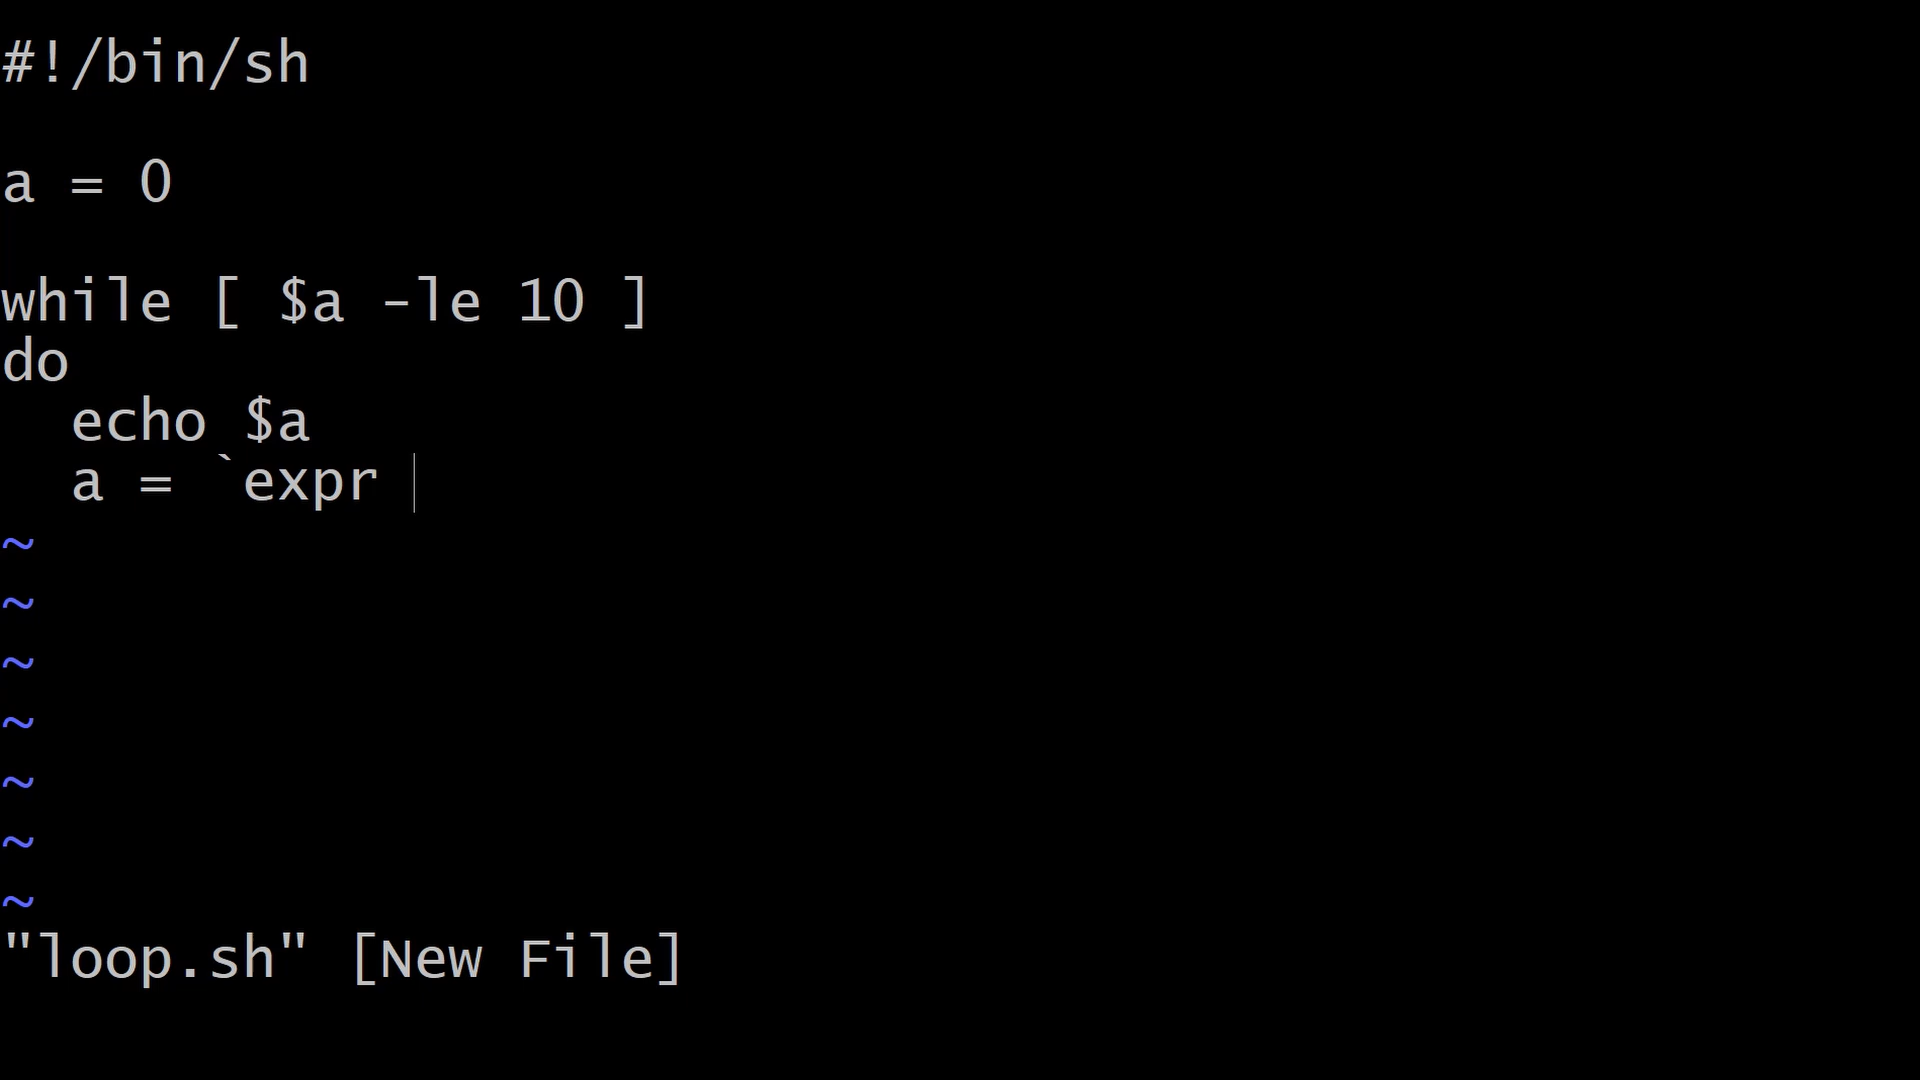 #!/bin/sh
a = 0
while [ $a -le 10 ]
do
echo $a
a = `expr
~
~
~
~
~
~
~
"loop.sh" [New File]